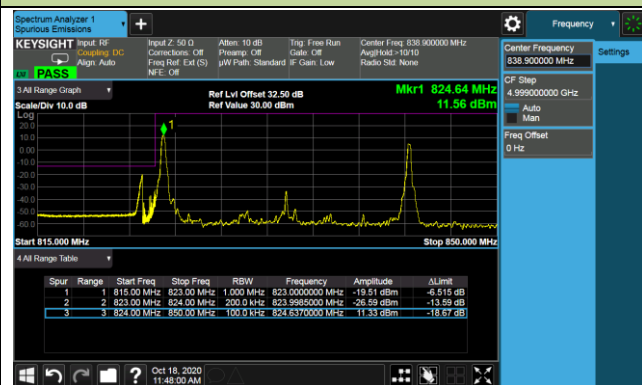 Spectrum Analyzer 1
Spurious Emissions
Frequency
KEYSIGHT
Input: RF
Coupling: DC
Align: Auto
Input Z: 50 Ω
Corrections: Off
Freq Ref: Ext (S)
NFE: Off
Atten: 10 dB
Preamp: Off
µW Path: Standard
Trig: Free Run
Gate: Off
IF Gain: Low
Center Freq: 838.900000 MHz
Avg|Hold:>10/10
Radio Std: None
PASS
Center Frequency
838.900000 MHz
Settings
CF Step
4.999000000 GHz
Auto
Man
Freq Offset
0 Hz
3 All Range Graph
Scale/Div 10.0 dB
Ref Lvl Offset 32.50 dB
Ref Value 30.00 dBm
Mkr1 824.64 MHz
11.56 dBm
Log
20.0
10.0
0.00
-10.0
-20.0
-30.0
-40.0
-50.0
-60.0
1
Start 815.000 MHz
Stop 850.000 MHz
4 All Range Table
Spur Range Start Freq Stop Freq RBW Frequency Amplitude ΔLimit
1 1 815.00 MHz 823.00 MHz 1.000 MHz 823.0000000 MHz -19.51 dBm -6.515 dB
2 2 823.00 MHz 824.00 MHz 200.0 kHz 823.9985000 MHz -26.59 dBm -13.59 dB
3 3 824.00 MHz 850.00 MHz 100.0 kHz 824.6370000 MHz 11.33 dBm -18.67 dB
?
Oct 18, 2020
11:48:00 AM